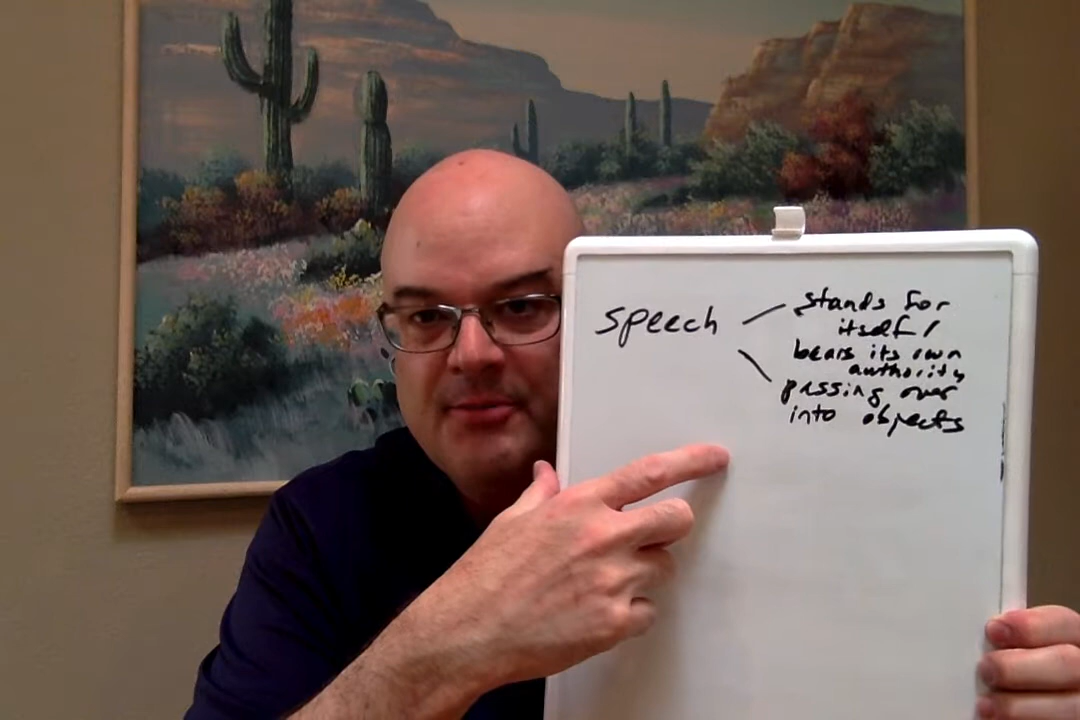 speech
stands for
itself /
bears its own
authority
passing over
into objects